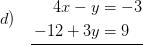 d)
4x − y = −3
−12 + 3y = 9